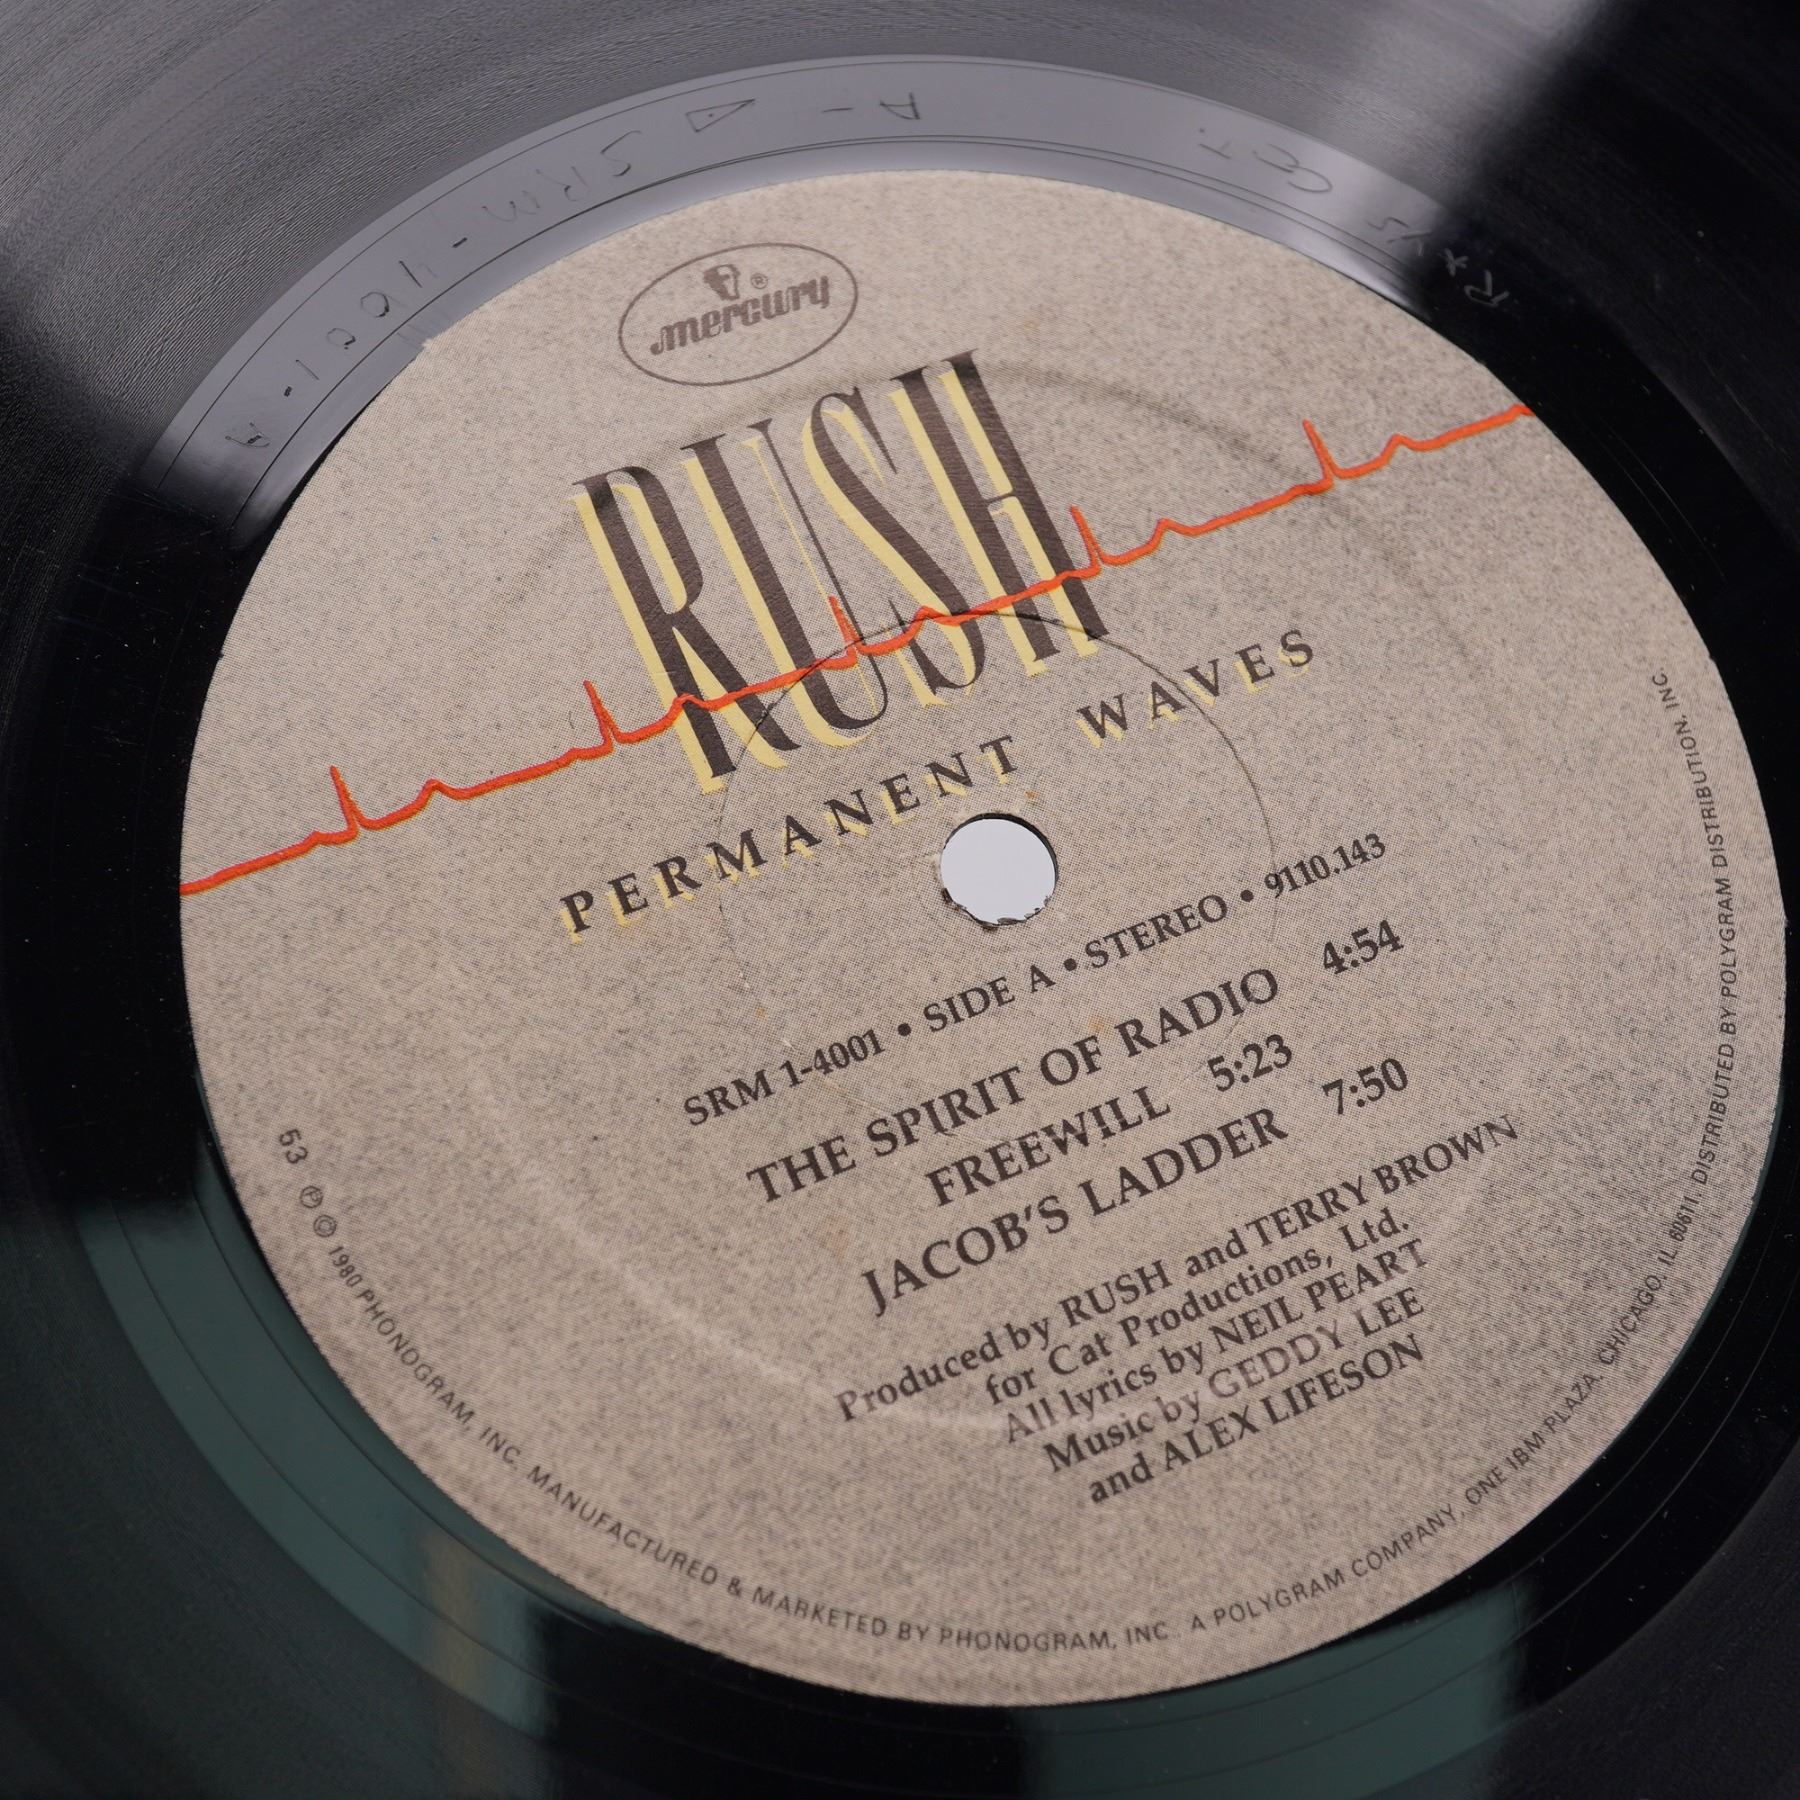 mercury®
RUSH
PERMANENT WAVES
SRM 1-4001 • SIDE A • STEREO • 9110.143
THE SPIRIT OF RADIO 4:54
FREEWILL 5:23
JACOB'S LADDER 7:50
Produced by RUSH and TERRY BROWN
for Cat Productions, Ltd.
All lyrics by NEIL PEART
Music by GEDDY LEE
and ALEX LIFESON
53 ℗ © 1980 PHONOGRAM, INC. MANUFACTURED & MARKETED BY PHONOGRAM, INC. A POLYGRAM COMPANY, ONE IBM PLAZA, CHICAGO, IL 60611. DISTRIBUTED BY POLYGRAM DISTRIBUTION, INC.